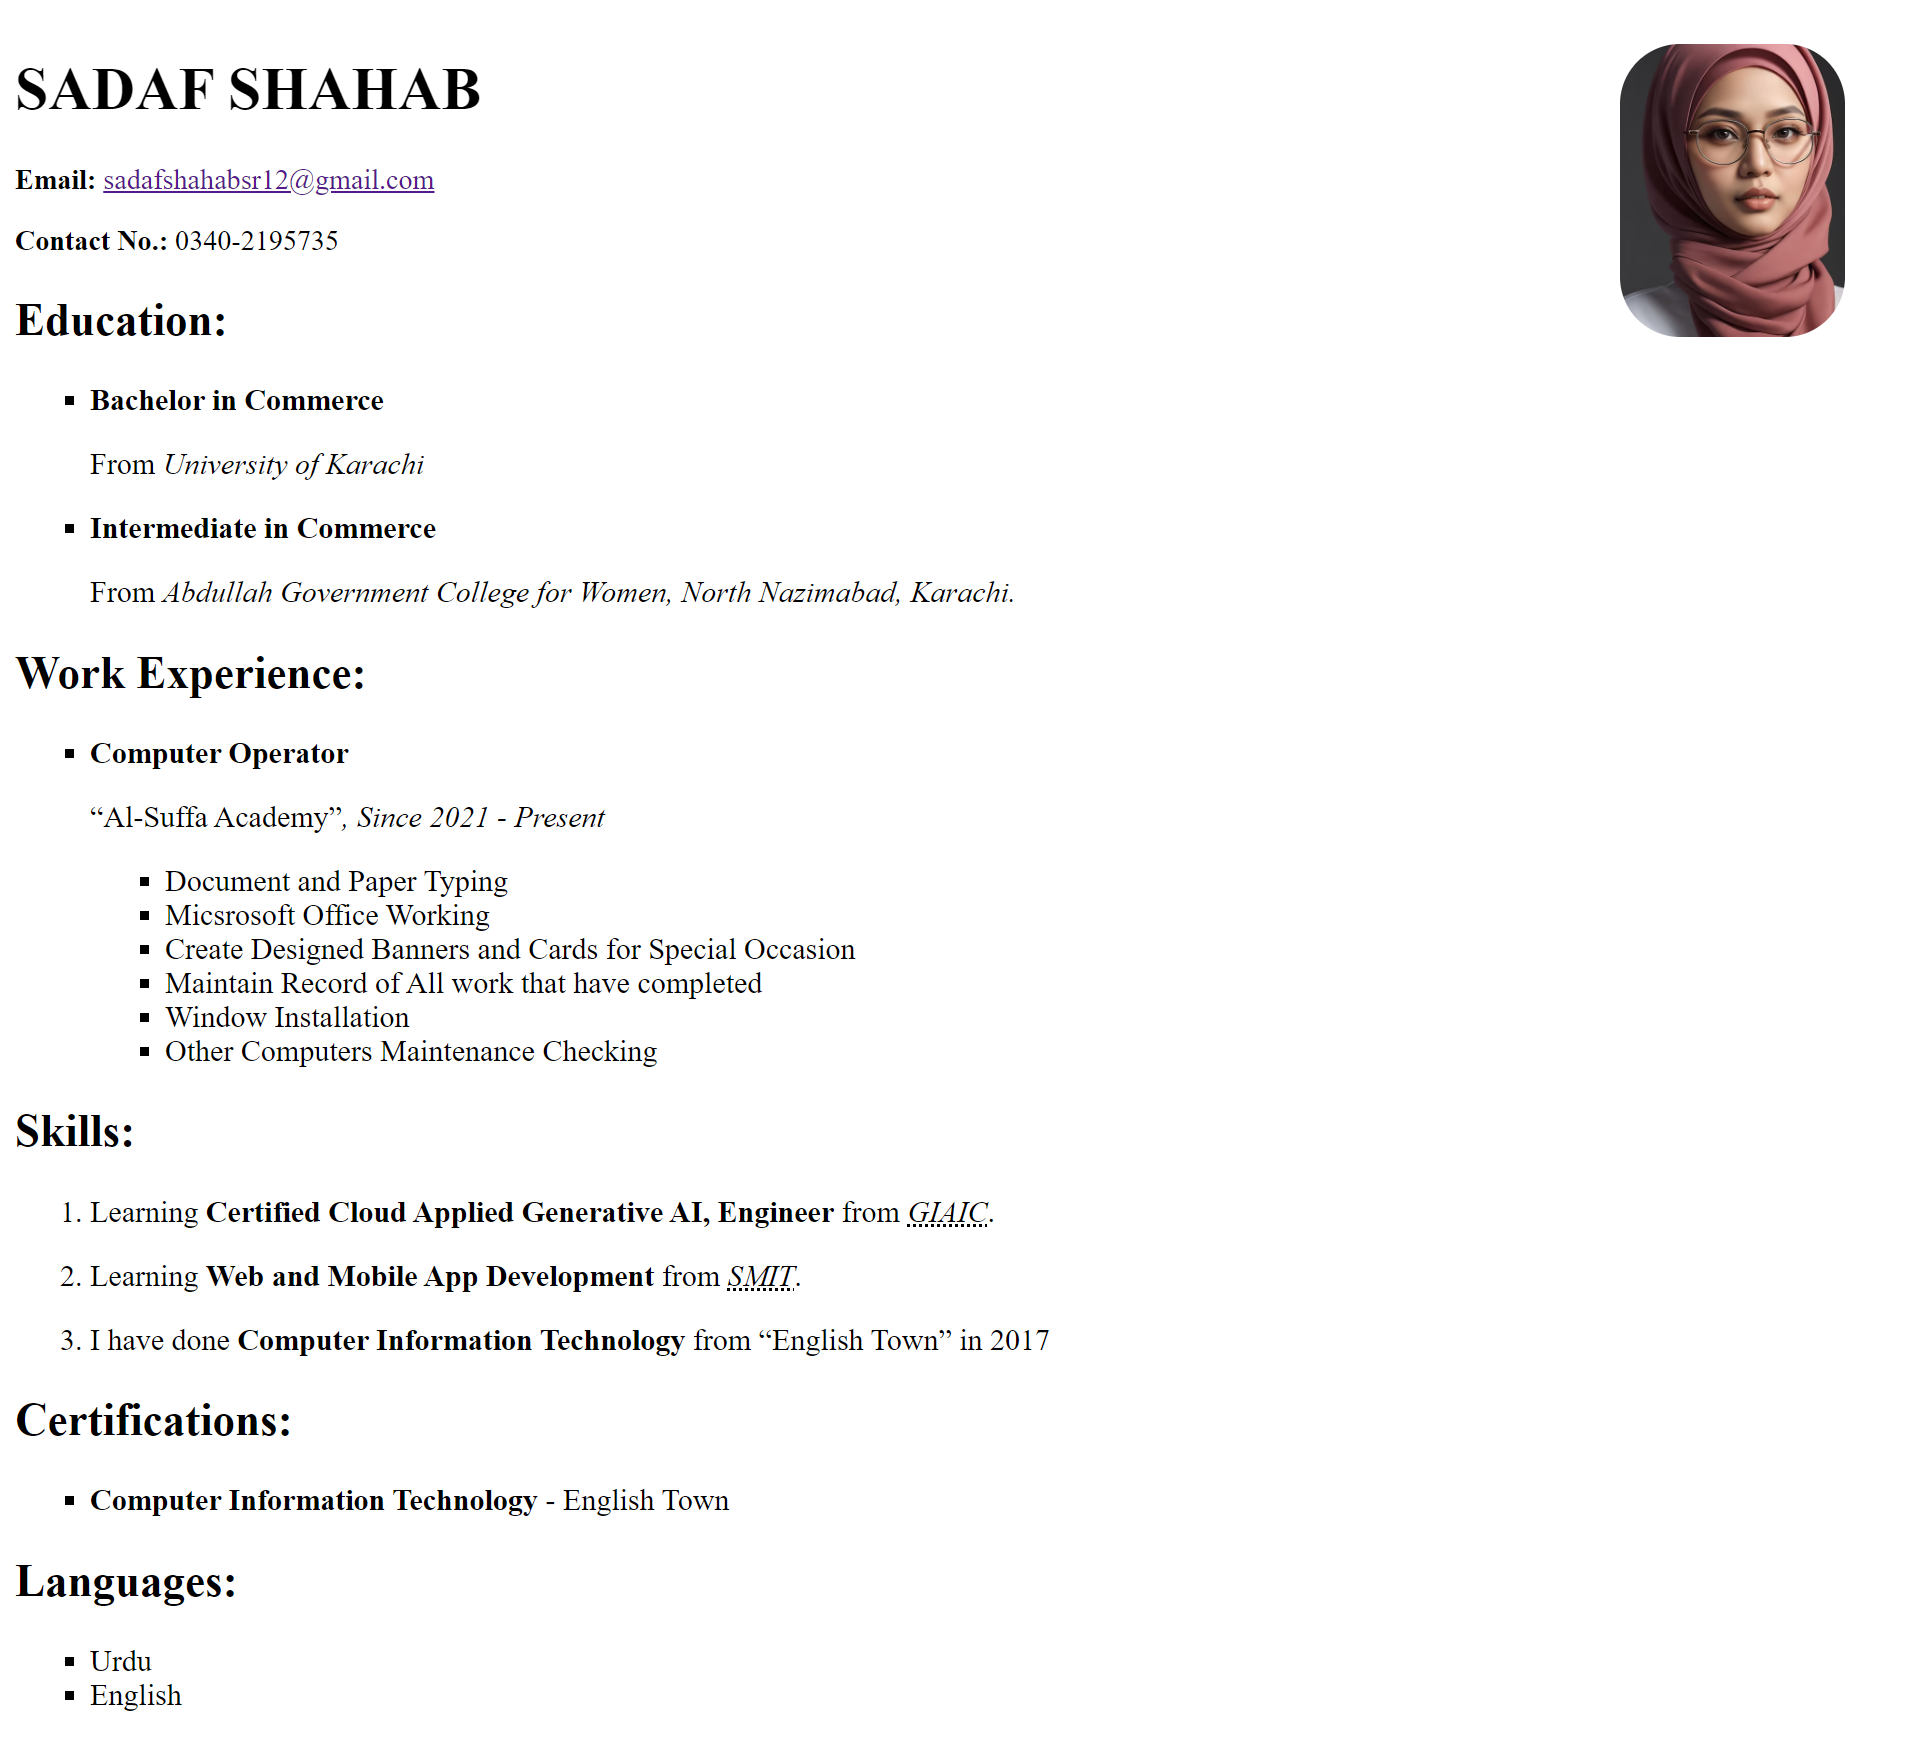 SADAF SHAHAB
Email: sadafshahabsr12@gmail.com
Contact No.: 0340-2195735
Education:
▪ Bachelor in Commerce
From University of Karachi
▪ Intermediate in Commerce
From Abdullah Government College for Women, North Nazimabad, Karachi.
Work Experience:
▪ Computer Operator
“Al-Suffa Academy”, Since 2021 - Present
▪ Document and Paper Typing
▪ Micsrosoft Office Working
▪ Create Designed Banners and Cards for Special Occasion
▪ Maintain Record of All work that have completed
▪ Window Installation
▪ Other Computers Maintenance Checking
Skills:
1. Learning Certified Cloud Applied Generative AI, Engineer from GIAIC.
2. Learning Web and Mobile App Development from SMIT.
3. I have done Computer Information Technology from “English Town” in 2017
Certifications:
▪ Computer Information Technology - English Town
Languages:
▪ Urdu
▪ English